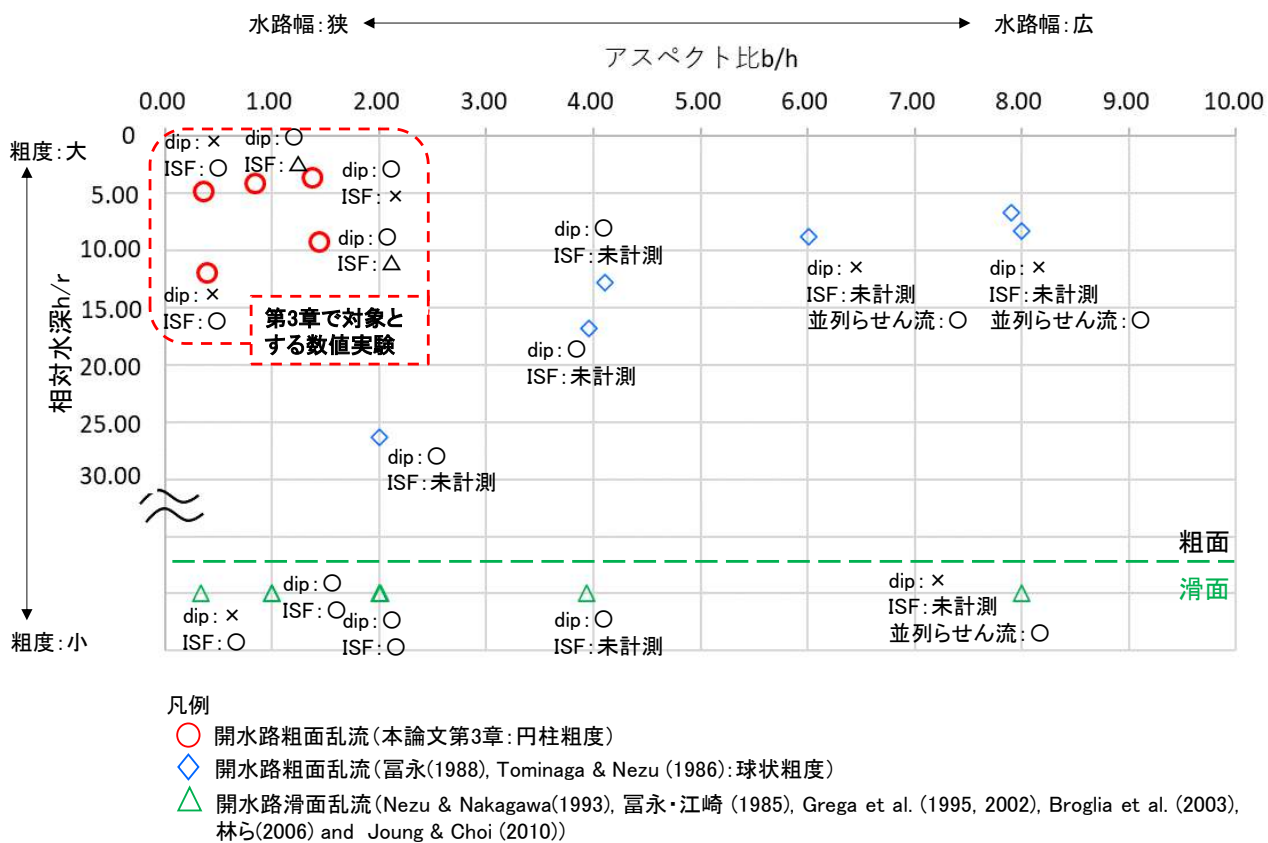 水路幅:狭
水路幅:広
アスペクト比b/h
0.00 1.00 2.00 3.00 4.00 5.00 6.00 7.00 8.00 9.00 10.00
粗度:大
相対水深h/r
粗度:小
0
5.00
10.00
15.00
20.00
25.00
30.00
dip:×
ISF:○
dip:○
ISF:△
dip:○
ISF:×
dip:○
ISF:△
dip:×
ISF:○
第3章で対象と
する数値実験
dip:○
ISF:未計測
dip:○
ISF:未計測
dip:×
ISF:未計測
並列らせん流:○
dip:×
ISF:未計測
並列らせん流:○
dip:○
ISF:未計測
粗面
滑面
dip:×
ISF:○
dip:○
ISF:○
dip:○
ISF:○
dip:○
ISF:未計測
dip:×
ISF:未計測
並列らせん流:○
凡例
開水路粗面乱流(本論文第3章:円柱粗度)
開水路粗面乱流(冨永(1988), Tominaga & Nezu (1986):球状粗度)
開水路滑面乱流(Nezu & Nakagawa(1993), 冨永・江崎 (1985), Grega et al. (1995, 2002), Broglia et al. (2003),
林ら(2006) and Joung & Choi (2010))